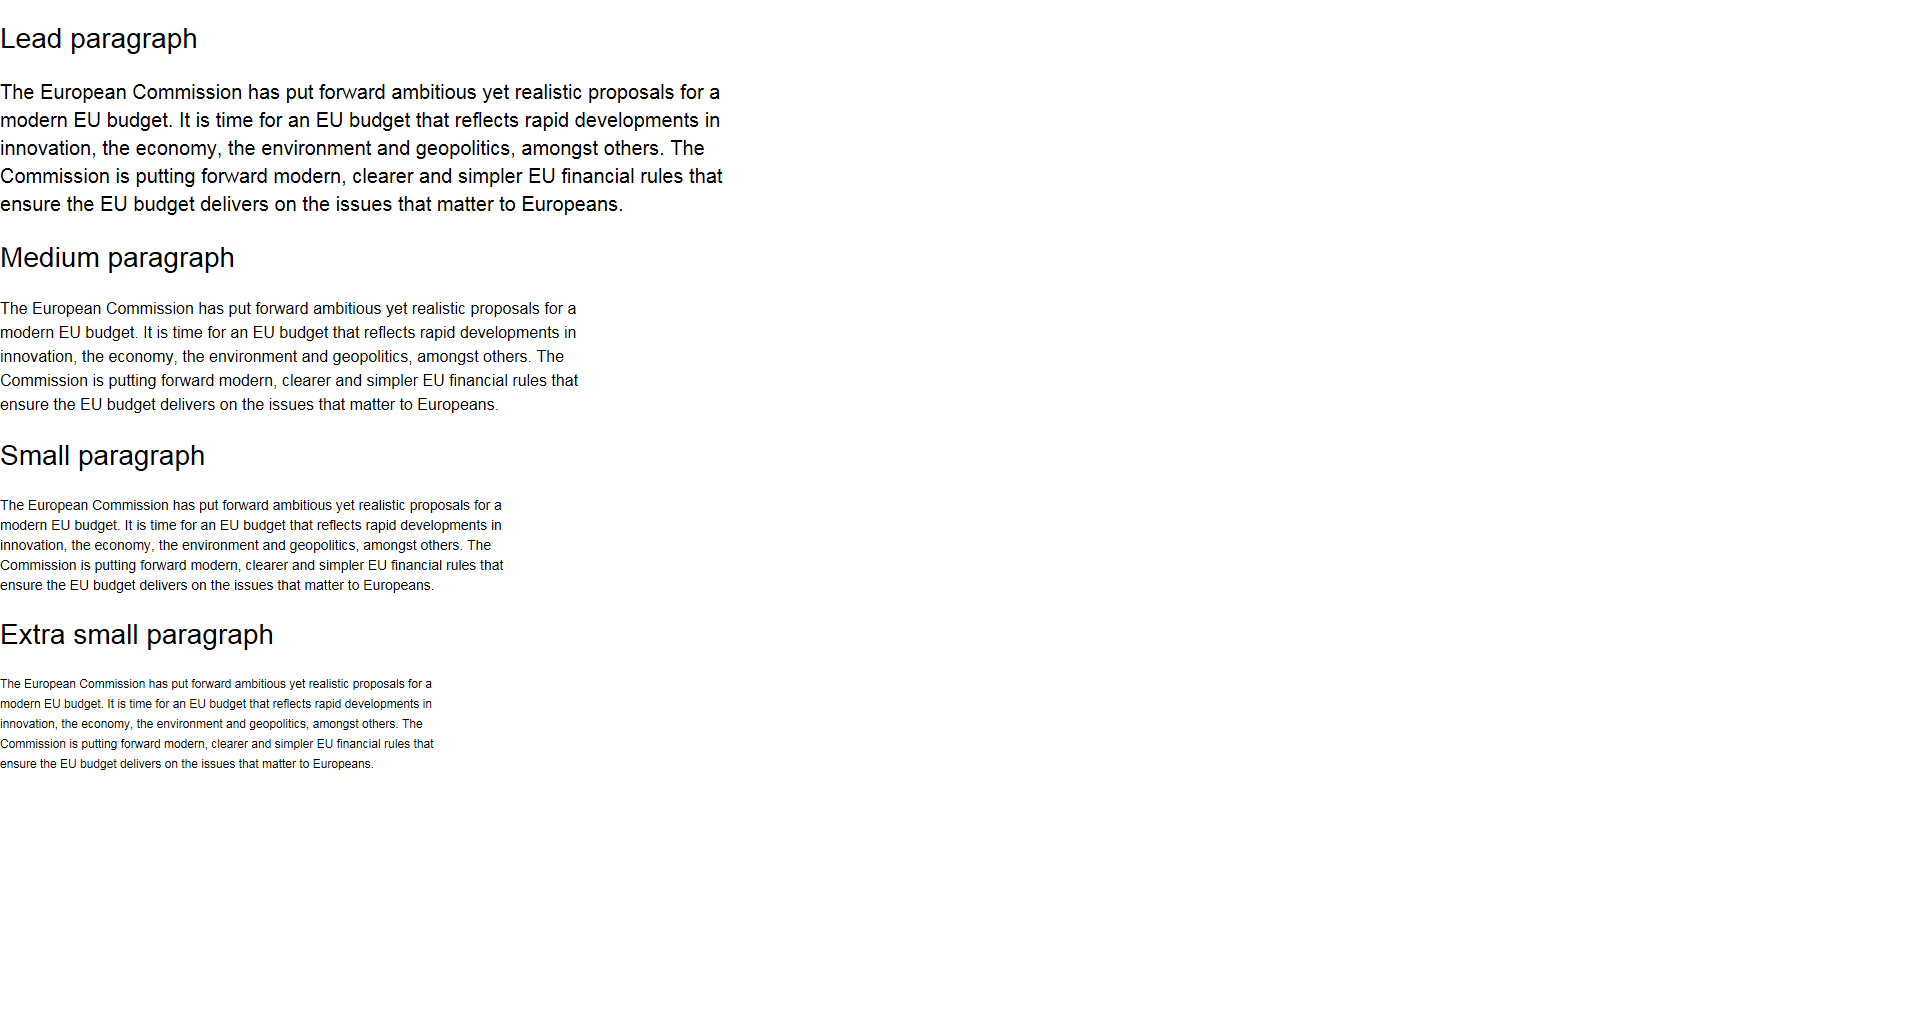 Lead paragraph
The European Commission has put forward ambitious yet realistic proposals for a
modern EU budget. It is time for an EU budget that reflects rapid developments in
innovation, the economy, the environment and geopolitics, amongst others. The
Commission is putting forward modern, clearer and simpler EU financial rules that
ensure the EU budget delivers on the issues that matter to Europeans.
Medium paragraph
The European Commission has put forward ambitious yet realistic proposals for a
modern EU budget. It is time for an EU budget that reflects rapid developments in
innovation, the economy, the environment and geopolitics, amongst others. The
Commission is putting forward modern, clearer and simpler EU financial rules that
ensure the EU budget delivers on the issues that matter to Europeans.
Small paragraph
The European Commission has put forward ambitious yet realistic proposals for a
modern EU budget. It is time for an EU budget that reflects rapid developments in
innovation, the economy, the environment and geopolitics, amongst others. The
Commission is putting forward modern, clearer and simpler EU financial rules that
ensure the EU budget delivers on the issues that matter to Europeans.
Extra small paragraph
The European Commission has put forward ambitious yet realistic proposals for a
modern EU budget. It is time for an EU budget that reflects rapid developments in
innovation, the economy, the environment and geopolitics, amongst others. The
Commission is putting forward modern, clearer and simpler EU financial rules that
ensure the EU budget delivers on the issues that matter to Europeans.